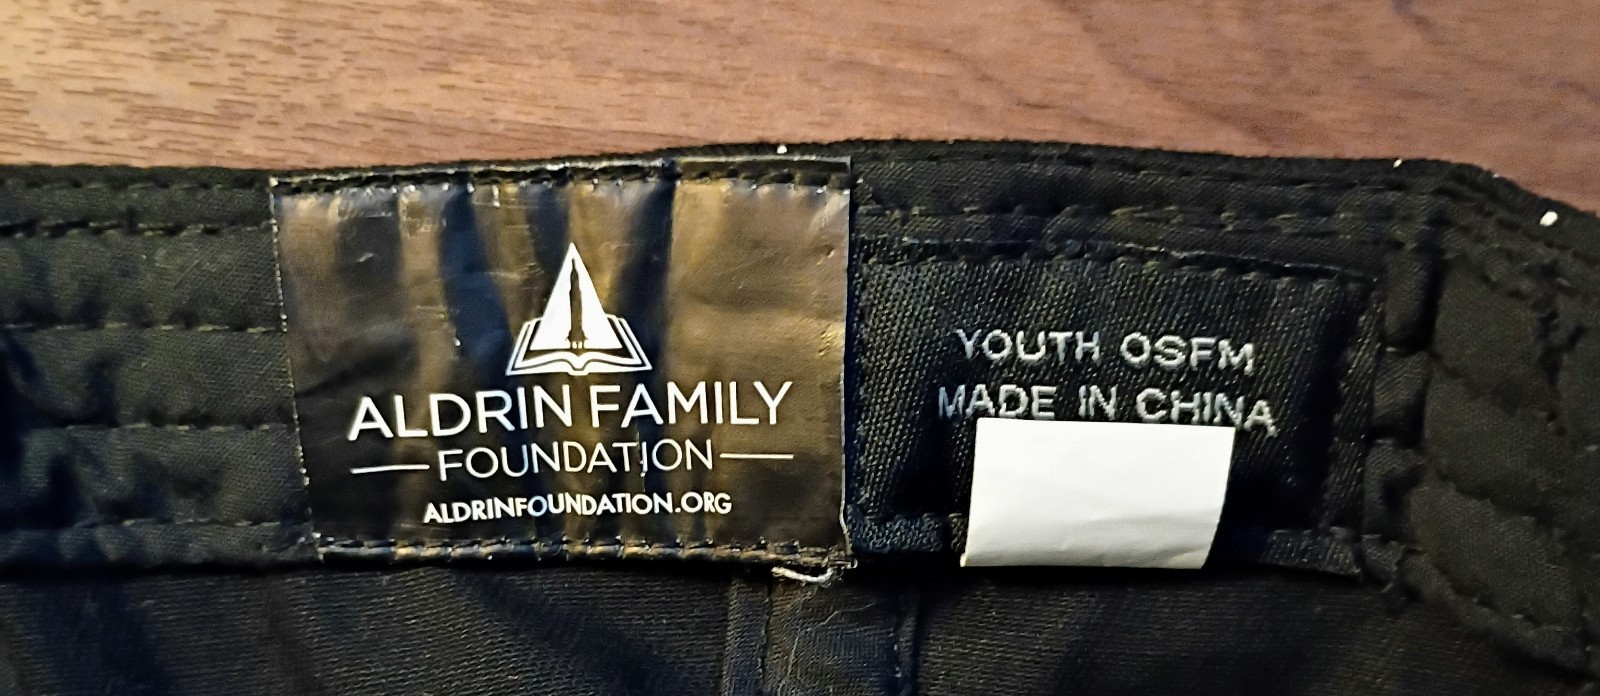 ALDRIN FAMILY
FOUNDATION
ALDRINFOUNDATION.ORG
YOUTH OSFM
MADE IN CHINA